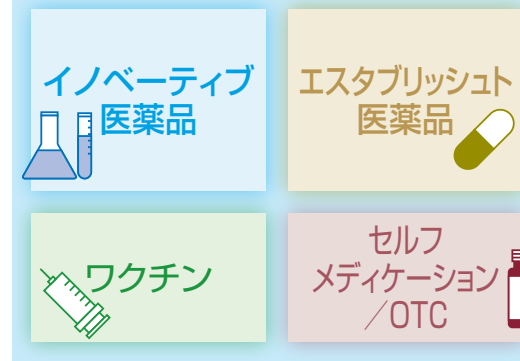 イノベーティブ
医薬品
エスタブリッシュト
医薬品
ワクチン
セルフ
メディケーション
／OTC